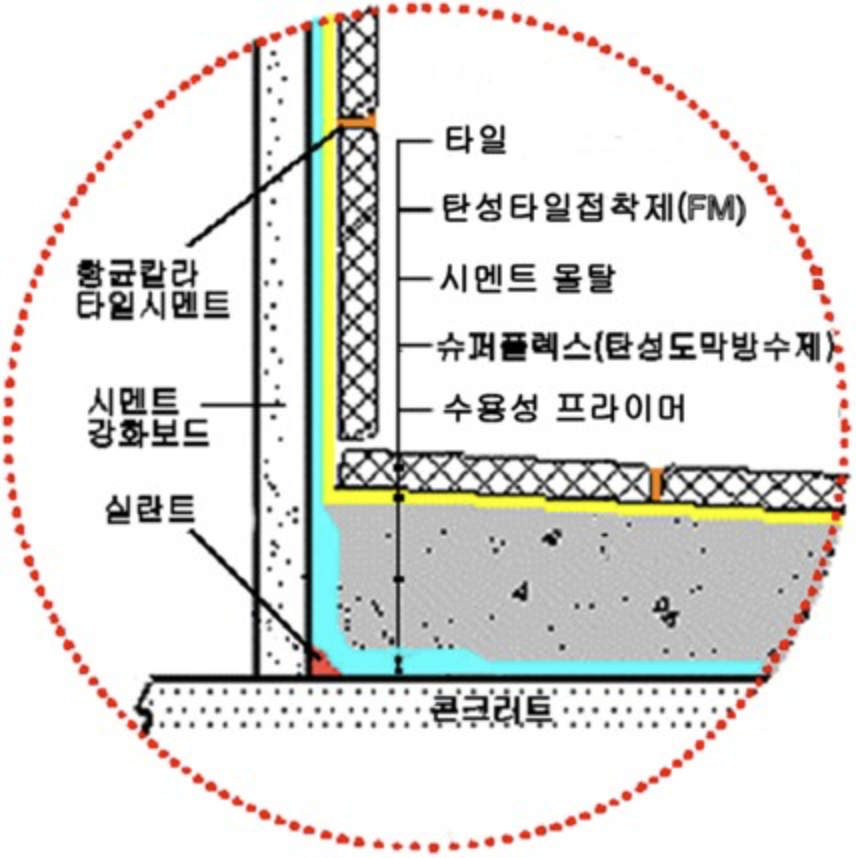 타일
탄성타일접착제(FM)
시멘트 몰탈
슈퍼플렉스(탄성도막방수제)
수용성 프라이머
항균칼라
타일시멘트
시멘트
강화보드
실란트
콘크리트